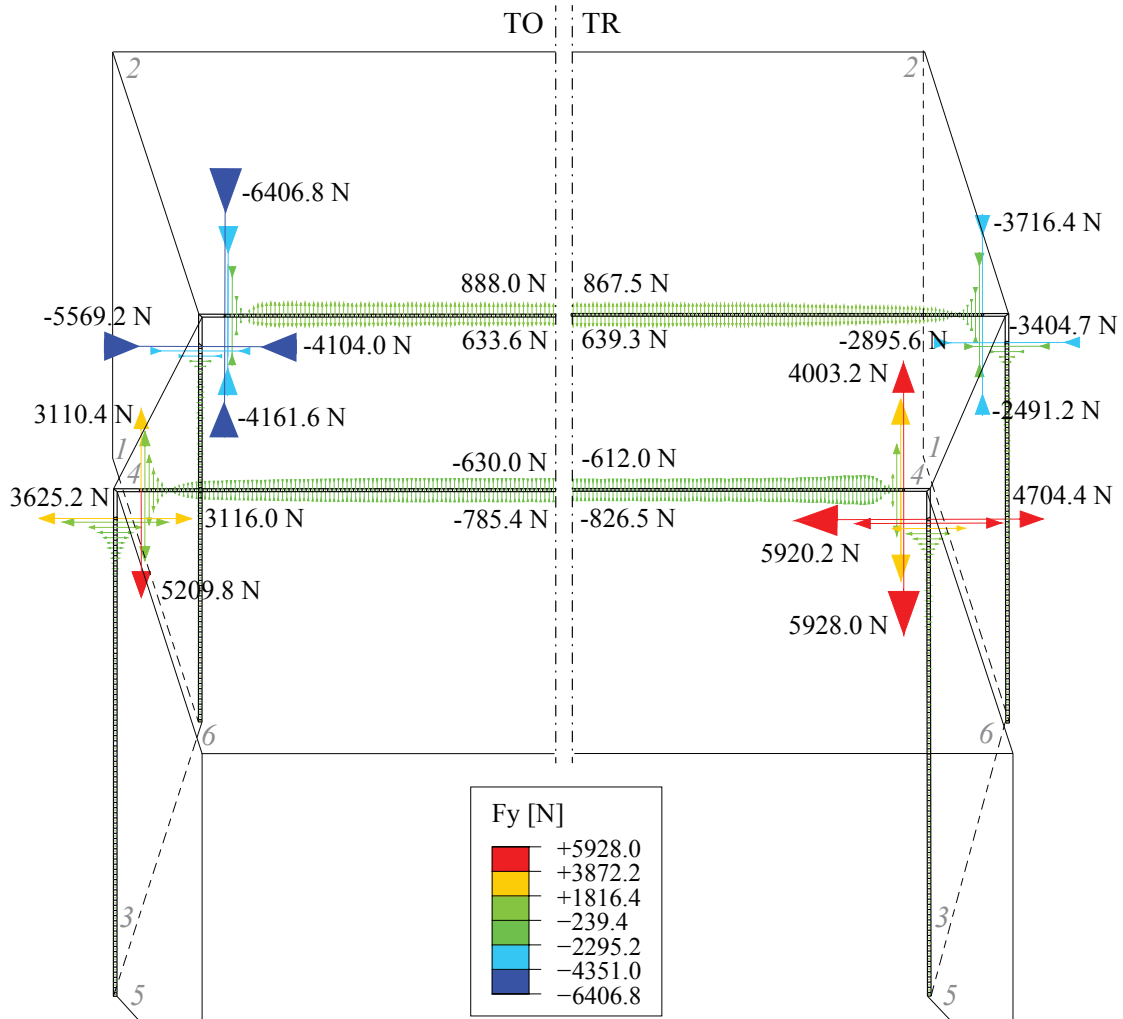 TO TR
2 2
-6406.8 N
-3716.4 N
888.0 N 867.5 N
-5569.2 N
-4104.0 N 633.6 N 639.3 N -2895.6 N -3404.7 N
4003.2 N
3110.4 N -4161.6 N -2491.2 N
1 1
4 -630.0 N -612.0 N 4
3625.2 N 3116.0 N -785.4 N -826.5 N 4704.4 N
5920.2 N
5209.8 N
5928.0 N
6 6
Fy [N]
+5928.0
+3872.2
+1816.4
−239.4
−2295.2
−4351.0
−6406.8
3 3
5 5